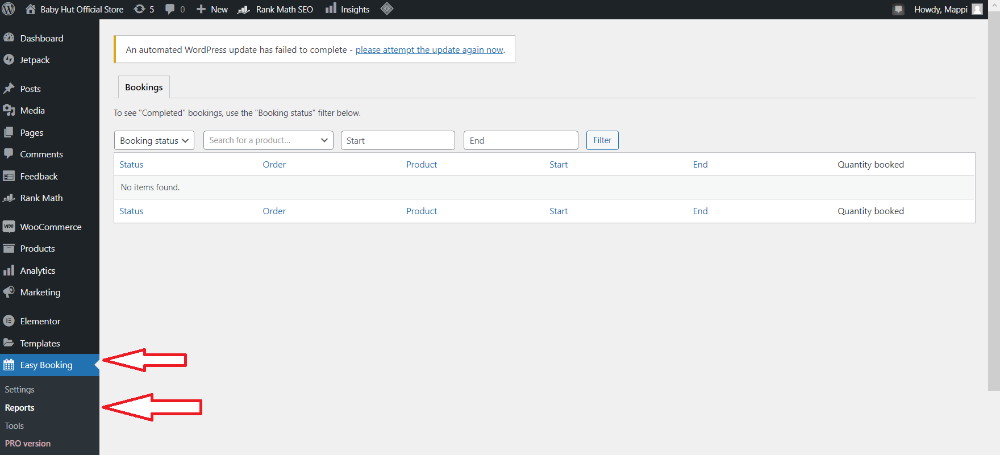 Baby Hut Official Store 5 0 New Rank Math SEO Insights Howdy, Mappi
Dashboard
Jetpack
Posts
Media
Pages
Comments
Feedback
Rank Math
WOO WooCommerce
Products
Analytics
Marketing
Elementor
Templates
Easy Booking
Settings
Reports
Tools
PRO version
An automated WordPress update has failed to complete - please attempt the update again now.
Bookings
To see "Completed" bookings, use the "Booking status" filter below.
Booking status Search for a product... Start End Filter
Status Order Product Start End Quantity booked
No items found.
Status Order Product Start End Quantity booked